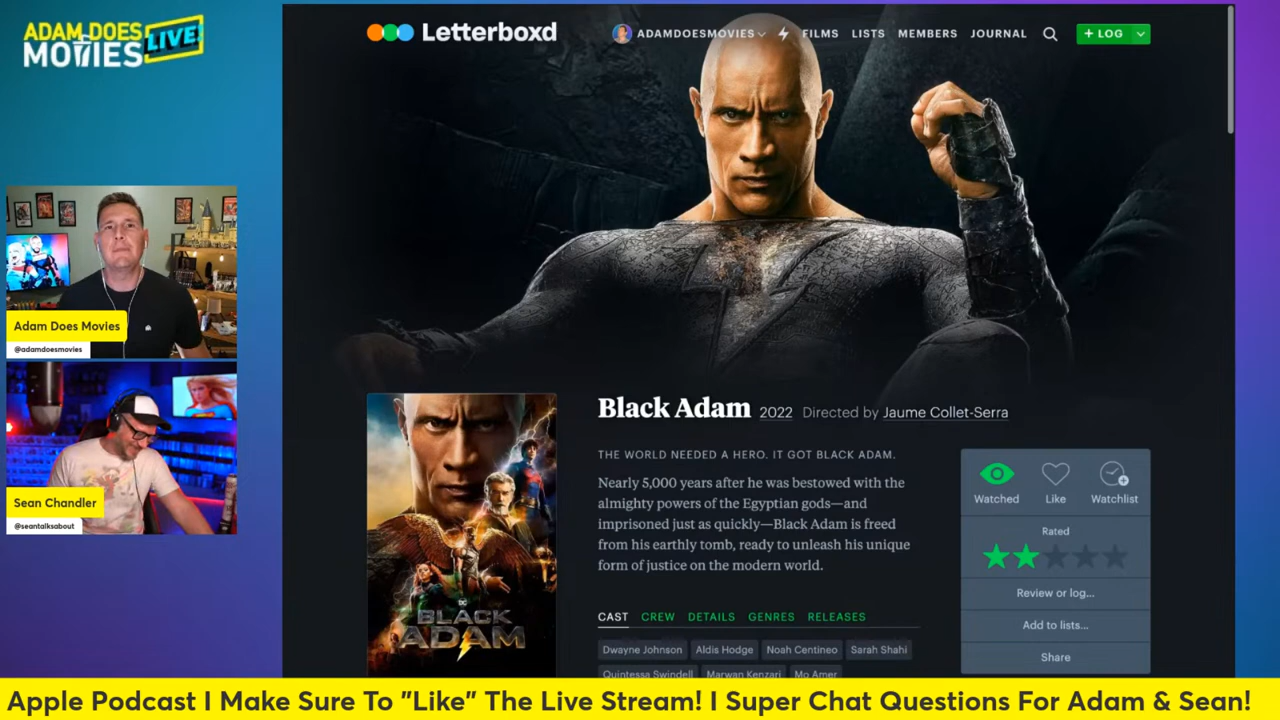 ADAM DOES
MOVIES LIVE!
Letterboxd
ADAMDOESMOVIES
FILMS
LISTS
MEMBERS
JOURNAL
+ LOG
Adam Does Movies
@adamdoesmovies
Sean Chandler
@seantalksabout
Black Adam 2022 Directed by Jaume Collet-Serra
THE WORLD NEEDED A HERO. IT GOT BLACK ADAM.
Nearly 5,000 years after he was bestowed with the
almighty powers of the Egyptian gods—and
imprisoned just as quickly—Black Adam is freed
from his earthly tomb, ready to unleash his unique
form of justice on the modern world.
CAST CREW DETAILS GENRES RELEASES
Dwayne Johnson Aldis Hodge Noah Centineo Sarah Shahi
Quintessa Swindell Marwan Kenzari Mo Amer
Watched Like Watchlist
Rated
Review or log...
Add to lists...
Share
DC
BLACK
ADAM
Apple Podcast I Make Sure To "Like" The Live Stream! I Super Chat Questions For Adam & Sean!